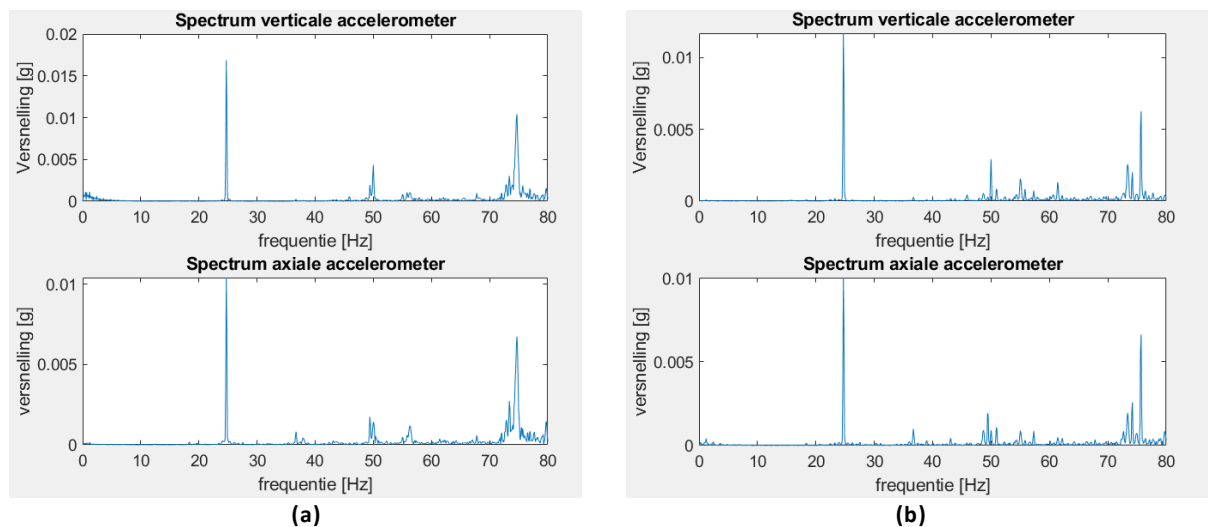 Spectrum verticale accelerometer
0.02
0.015
0.01
0.005
0
Versnelling [g]
0 10 20 30 40 50 60 70 80
frequentie [Hz]
Spectrum axiale accelerometer
0.01
0.005
0
versnelling [g]
0 10 20 30 40 50 60 70 80
frequentie [Hz]
(a)
Spectrum verticale accelerometer
0.01
0.005
0
Versnelling [g]
0 10 20 30 40 50 60 70 80
frequentie [Hz]
Spectrum axiale accelerometer
0.01
0.005
0
versnelling [g]
0 10 20 30 40 50 60 70 80
frequentie [Hz]
(b)